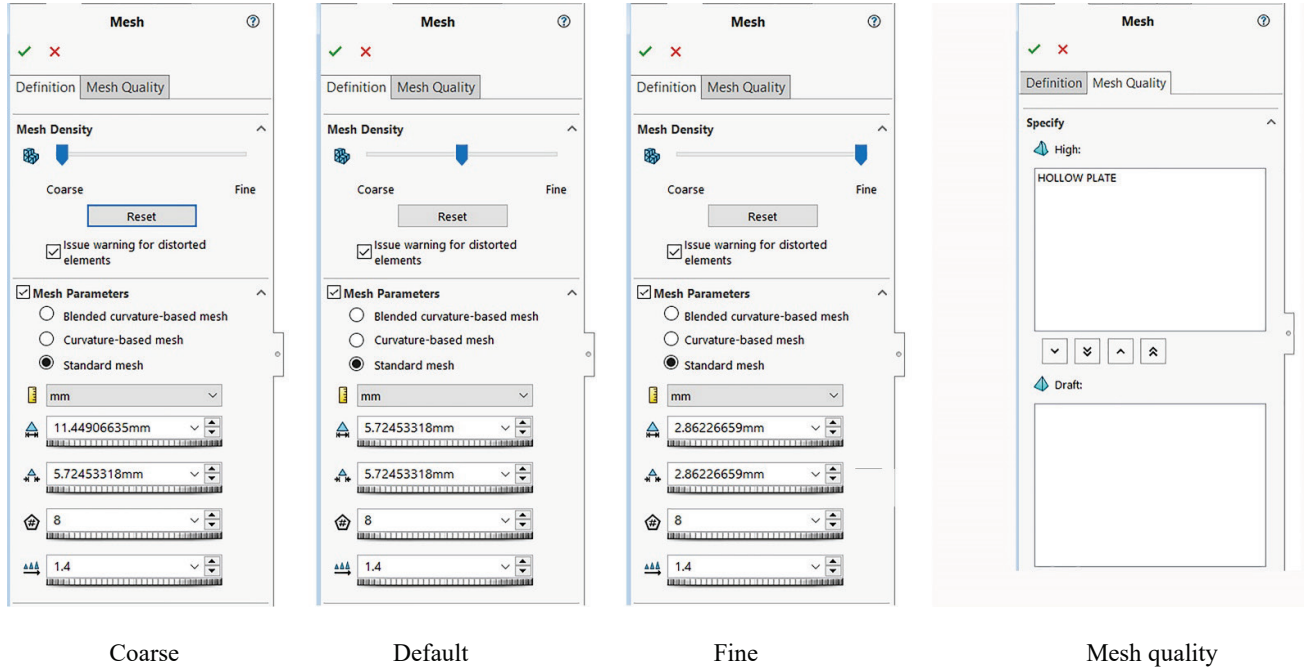 Mesh
Definition Mesh Quality
Mesh Density
Coarse Fine
Reset
Issue warning for distorted
elements
Mesh Parameters
Blended curvature-based mesh
Curvature-based mesh
Standard mesh
mm
11.44906635mm
5.72453318mm
8
1.4
Coarse
Mesh
Definition Mesh Quality
Mesh Density
Coarse Fine
Reset
Issue warning for distorted
elements
Mesh Parameters
Blended curvature-based mesh
Curvature-based mesh
Standard mesh
mm
5.72453318mm
5.72453318mm
8
1.4
Default
Mesh
Definition Mesh Quality
Mesh Density
Coarse Fine
Reset
Issue warning for distorted
elements
Mesh Parameters
Blended curvature-based mesh
Curvature-based mesh
Standard mesh
mm
2.86226659mm
2.86226659mm
8
1.4
Fine
Mesh
Definition Mesh Quality
Specify
High:
HOLLOW PLATE
Draft:
Mesh quality